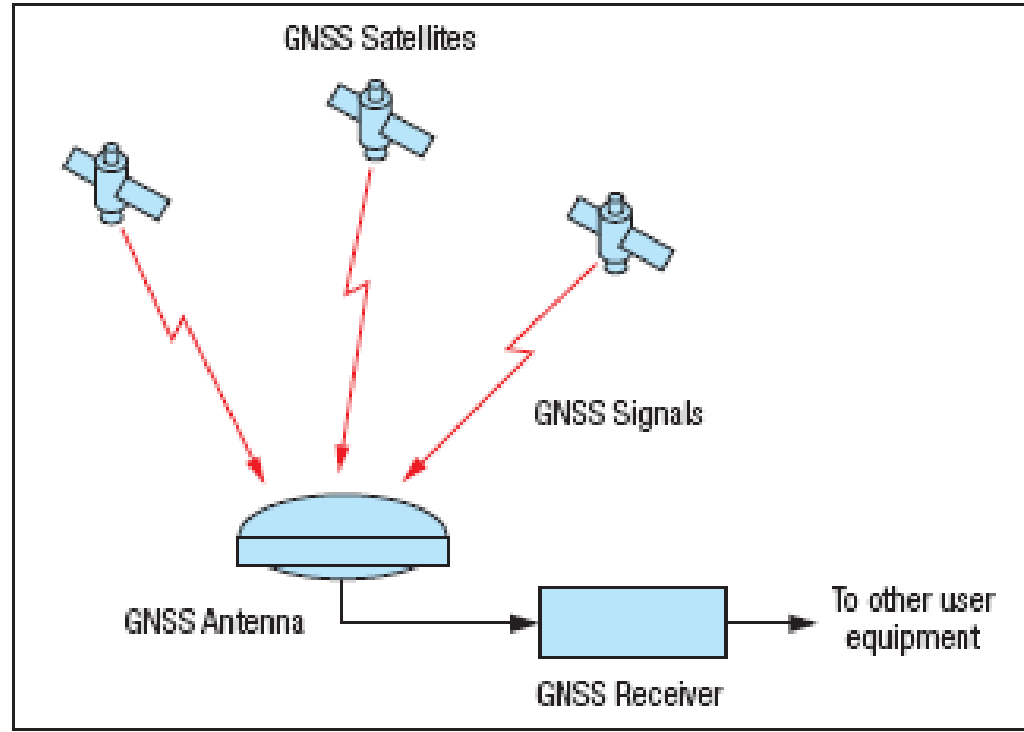 GNSS Satellites
GNSS Signals
GNSS Antenna
To other user
equipment
GNSS Receiver